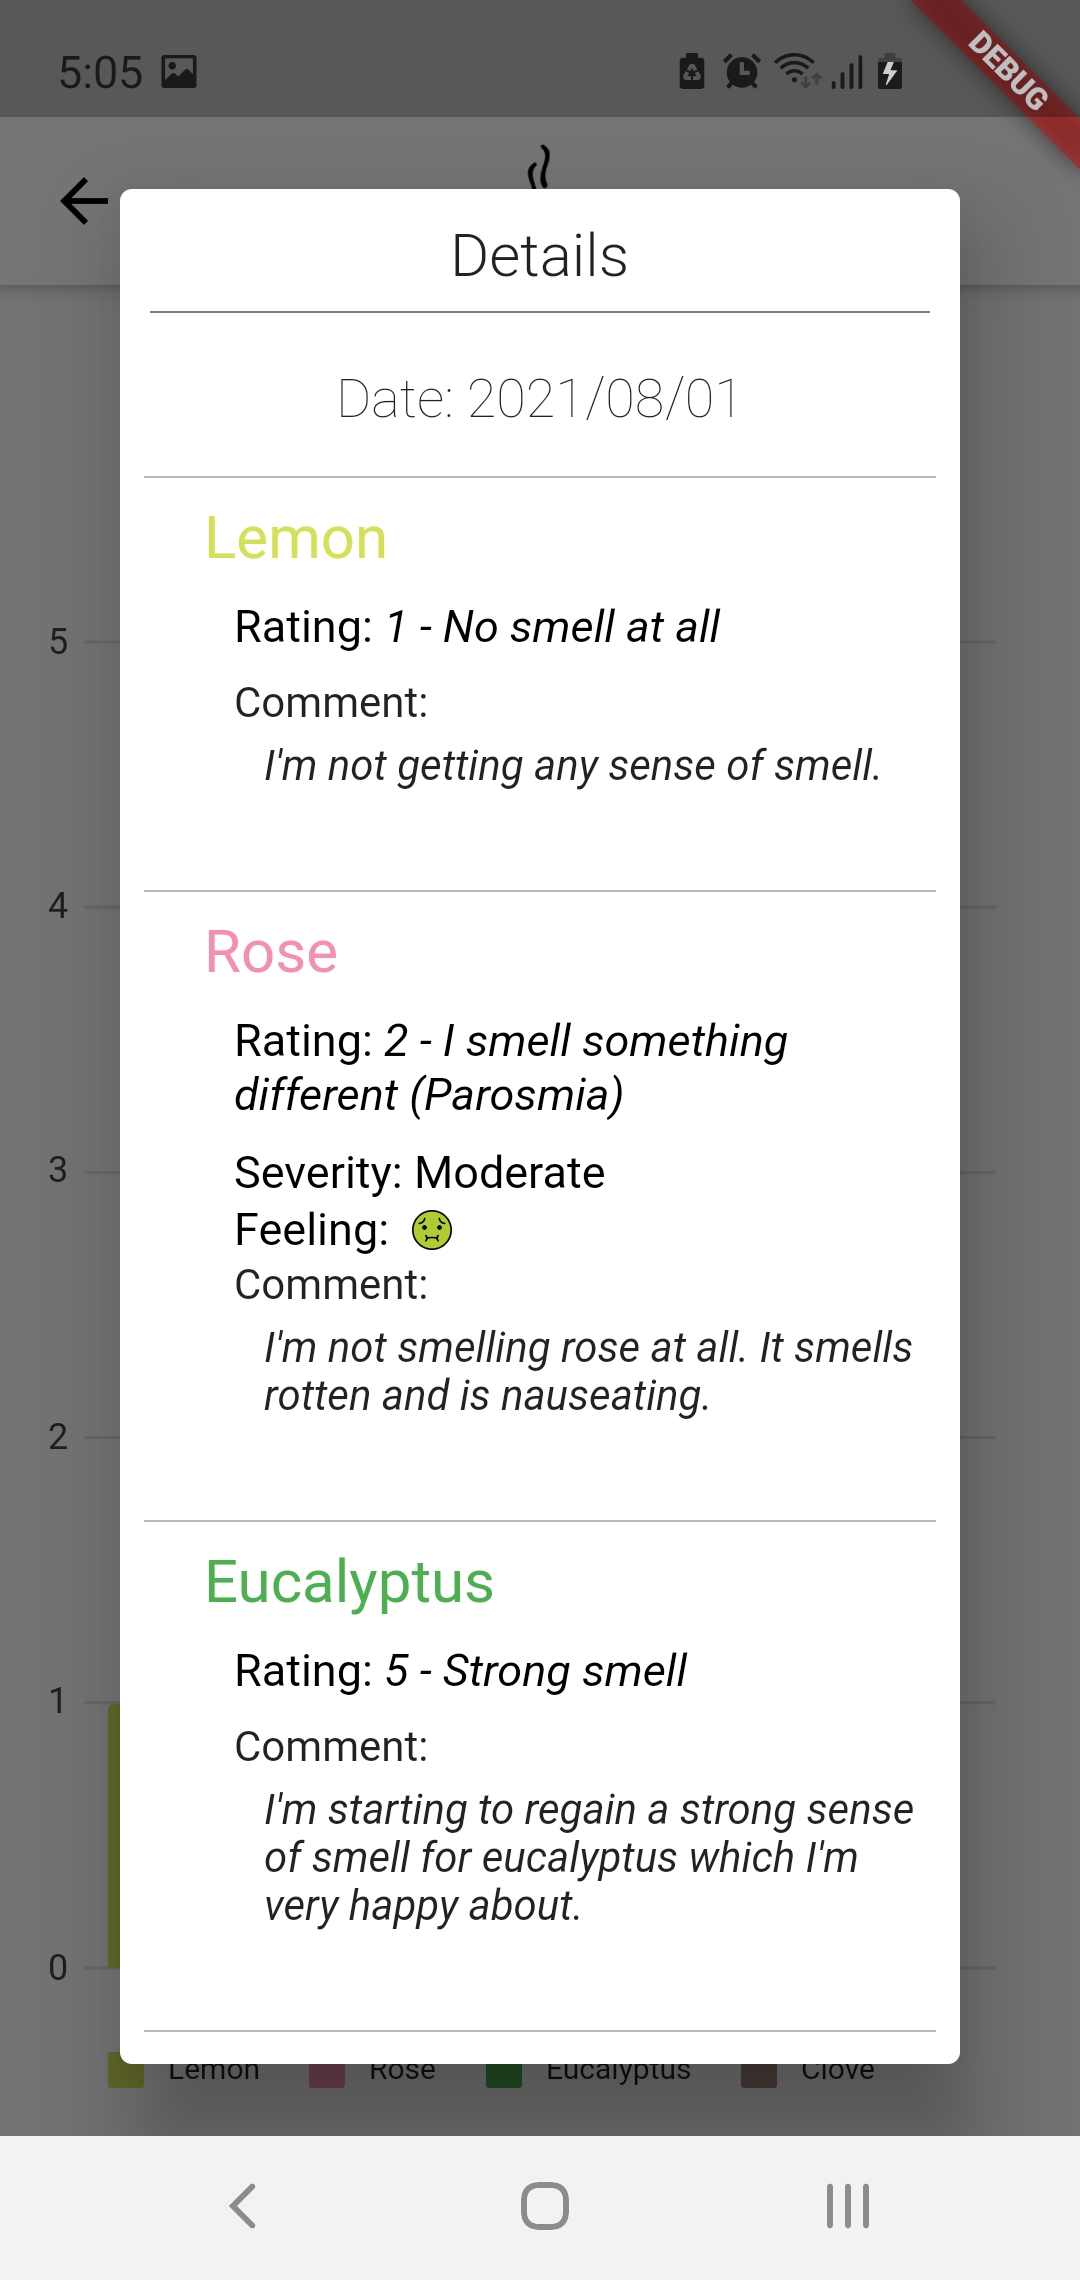 5:05
DEBUG
Details
Date: 2021/08/01
Lemon
Rating: 1 - No smell at all
Comment:
I'm not getting any sense of smell.
Rose
Rating: 2 - I smell something
different (Parosmia)
Severity: Moderate
Feeling:
Comment:
I'm not smelling rose at all. It smells
rotten and is nauseating.
Eucalyptus
Rating: 5 - Strong smell
Comment:
I'm starting to regain a strong sense
of smell for eucalyptus which I'm
very happy about.
5
4
3
2
1
0
Lemon Rose Eucalyptus Clove